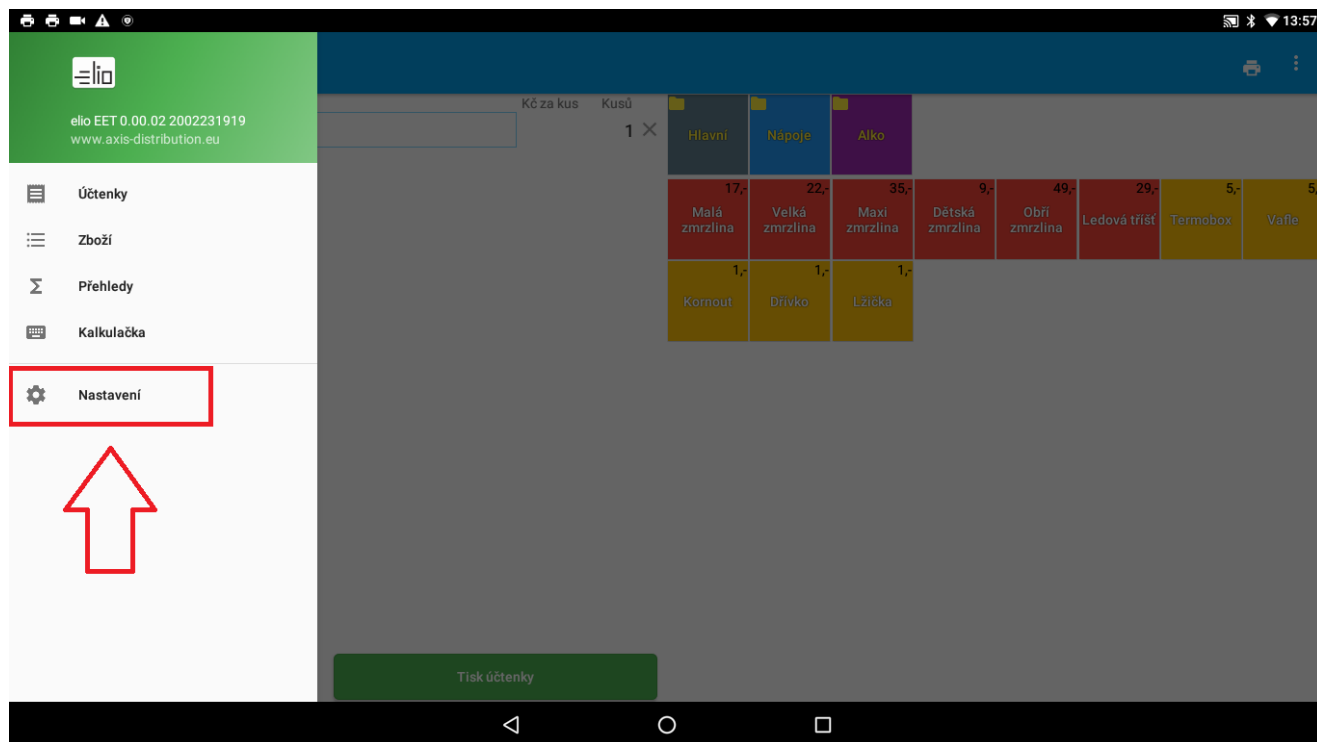 13:57
elio
elio EET 0.00.02 2002231919
www.axis-distribution.eu
Účtenky
Zboží
Přehledy
Kalkulačka
Nastavení
Kč za kus Kusů
1
Hlavní
Nápoje
Alko
17,-
Malá
zmrzlina
22,-
Velká
zmrzlina
35,-
Maxi
zmrzlina
9,-
Dětská
zmrzlina
49,-
Obří
zmrzlina
29,-
Ledová tříšť
5,-
Termobox
5,
Vafle
1,-
Kornout
1,-
Dřívko
1,-
Lžička
Tisk účtenky